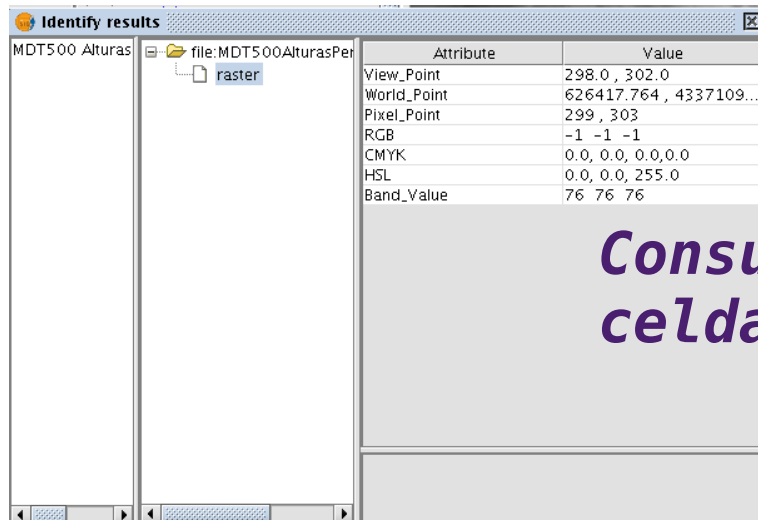 Identify results
MDT500 Alturas
file:MDT500AlturasPer
raster
Attribute Value
View_Point 298.0 , 302.0
World_Point 626417.764 , 4337109...
Pixel_Point 299 , 303
RGB -1 -1 -1
CMYK 0.0, 0.0, 0.0,0.0
HSL 0.0, 0.0, 255.0
Band_Value 76 76 76
Consu
celda